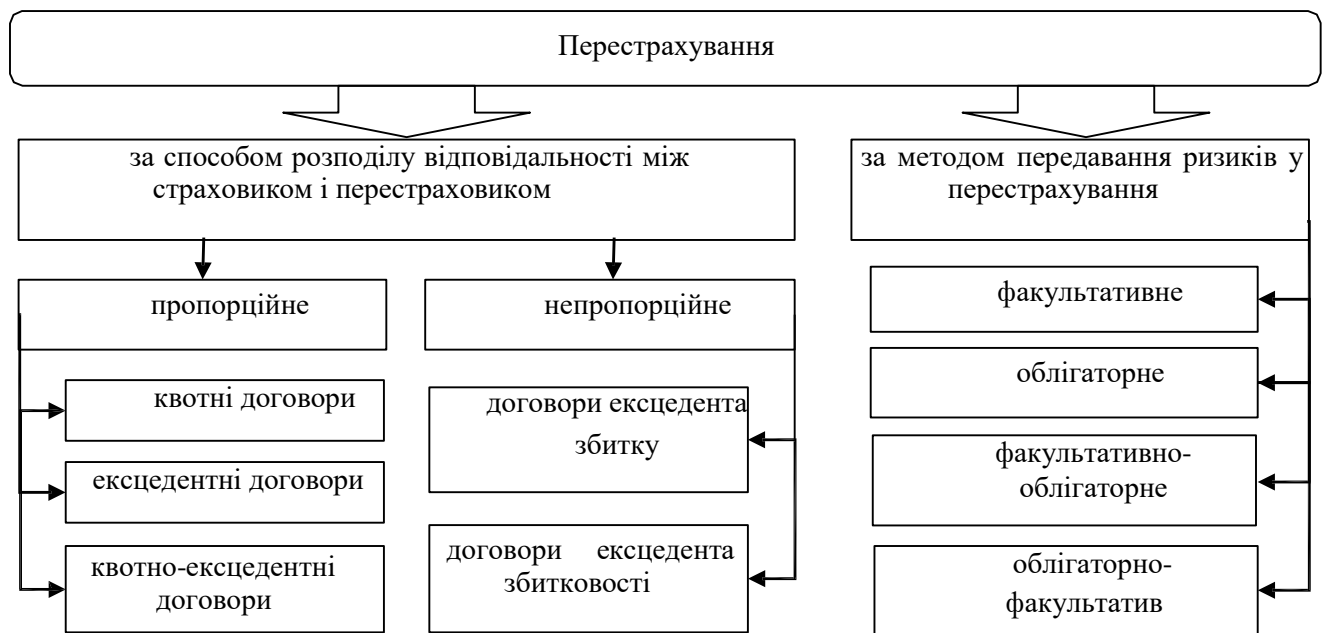 Перестрахування
за способом розподілу відповідальності між
страховиком і перестраховиком
за методом передавання ризиків у
перестрахування
пропорційне
непропорційне
факультативне
квотні договори
договори ексцедента
збитку
облігаторне
ексцедентні договори
факультативно-
облігаторне
квотно-ексцедентні
договори
договори ексцедента
збитковості
облігаторно-
факультатив